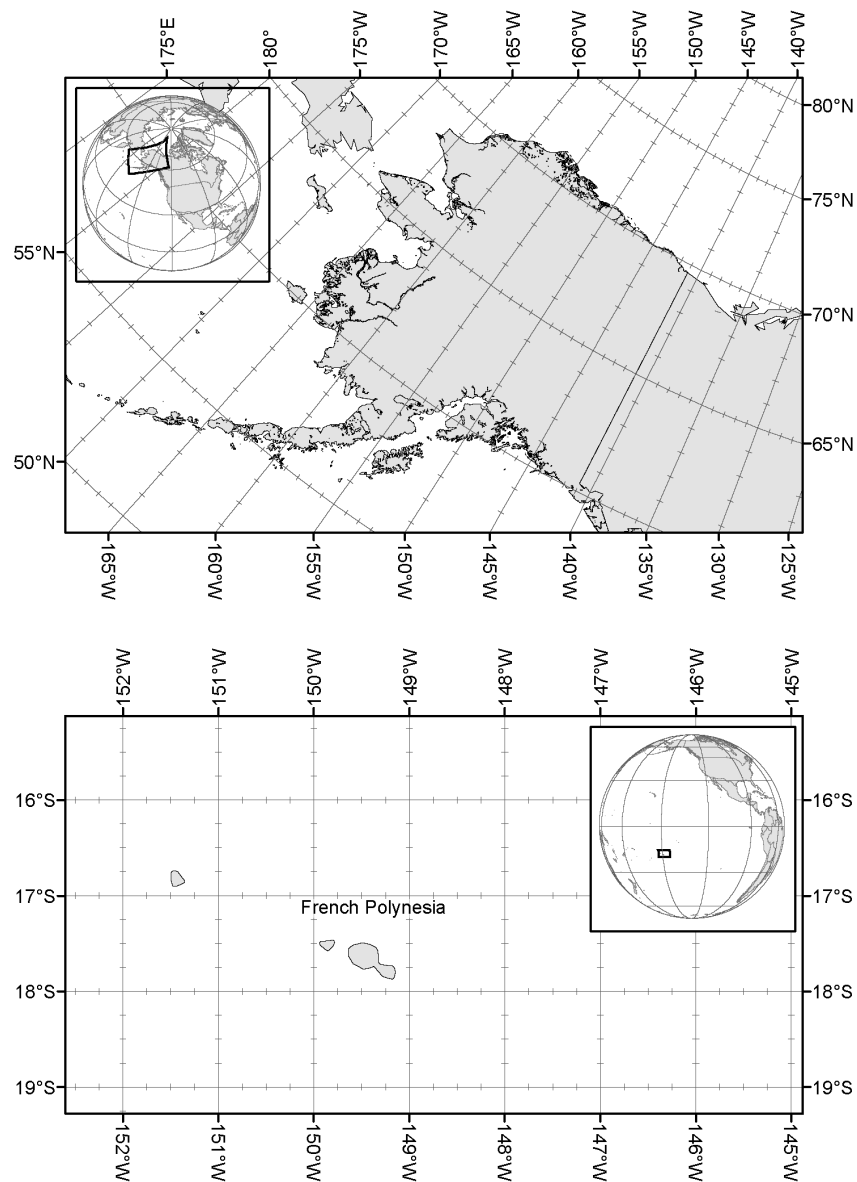 175°E
180°
175°W
170°W
165°W
160°W
155°W
150°W
145°W
140°W
80°N
75°N
55°N
70°N
65°N
50°N
165°W
160°W
155°W
150°W
145°W
140°W
135°W
130°W
125°W
152°W
151°W
150°W
149°W
148°W
147°W
146°W
145°W
16°S
16°S
17°S
17°S
French Polynesia
18°S
18°S
19°S
19°S
152°W
151°W
150°W
149°W
148°W
147°W
146°W
145°W